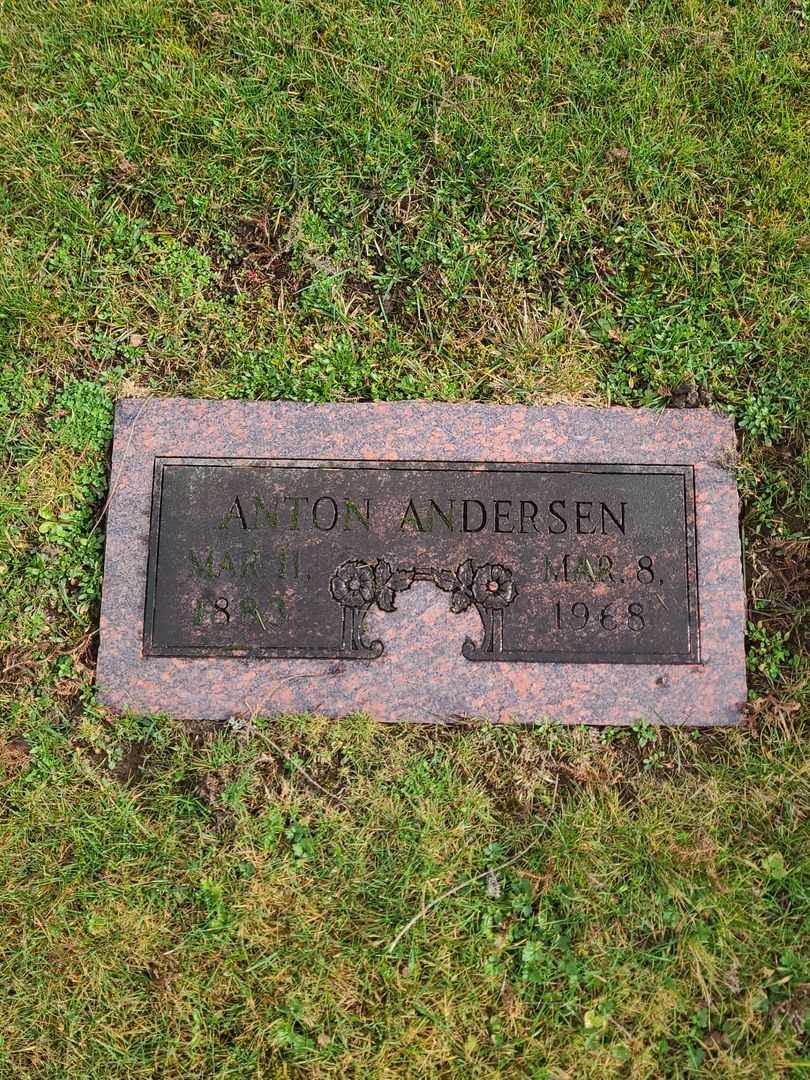 ANTON ANDERSEN
MAR 11, MAR. 8,
1883 1968